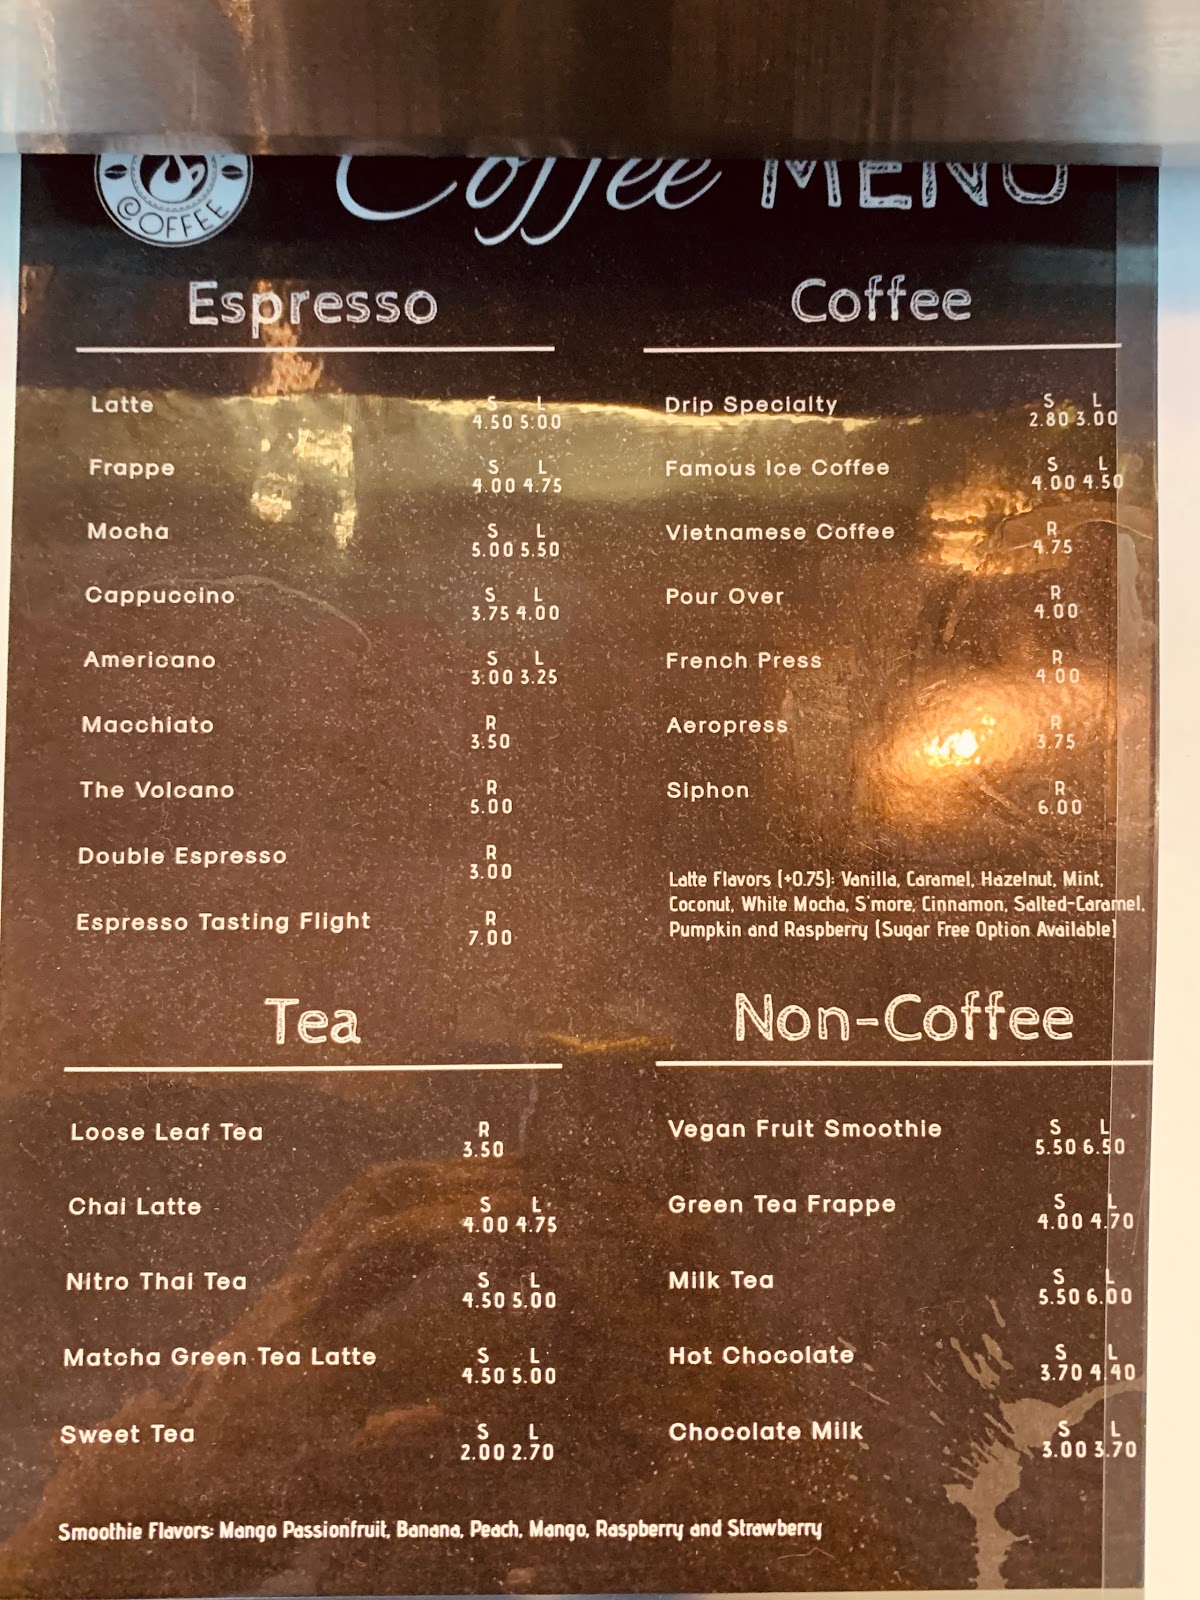 COFFEE
Coffee MENU
Espresso
Latte S L
4.50 5.00
Frappe S L
4.00 4.75
Mocha S L
5.00 5.50
Cappuccino S L
3.75 4.00
Americano S L
3.00 3.25
Macchiato R
3.50
The Volcano R
5.00
Double Espresso R
3.00
Espresso Tasting Flight R
7.00
Coffee
Drip Specialty S L
2.80 3.00
Famous Ice Coffee S L
4.00 4.50
Vietnamese Coffee R
4.75
Pour Over R
4.00
French Press R
4.00
Aeropress R
3.75
Siphon R
6.00
Latte Flavors (+0.75): Vanilla, Caramel, Hazelnut, Mint,
Coconut, White Mocha, S'more, Cinnamon, Salted-Caramel,
Pumpkin and Raspberry (Sugar Free Option Available)
Tea
Loose Leaf Tea R
3.50
Chai Latte S L
4.00 4.75
Nitro Thai Tea S L
4.50 5.00
Matcha Green Tea Latte S L
4.50 5.00
Sweet Tea S L
2.00 2.70
Non-Coffee
Vegan Fruit Smoothie S L
5.50 6.50
Green Tea Frappe S L
4.00 4.70
Milk Tea S L
5.50 6.00
Hot Chocolate S L
3.70 4.40
Chocolate Milk S L
3.00 3.70
Smoothie Flavors: Mango Passionfruit, Banana, Peach, Mango, Raspberry and Strawberry